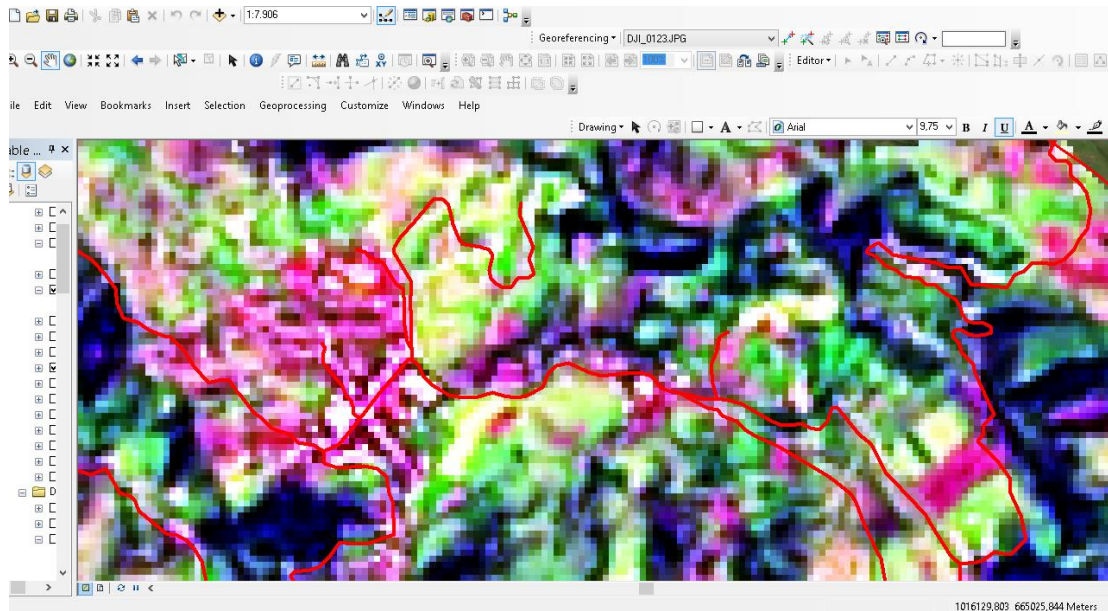 1:7.906
Georeferencing DJI_0123.JPG
100% Editor
ile Edit View Bookmarks Insert Selection Geoprocessing Customize Windows Help
Drawing A Arial 9,75 B I U A
able ...
D
1016129,803 665025,844 Meters